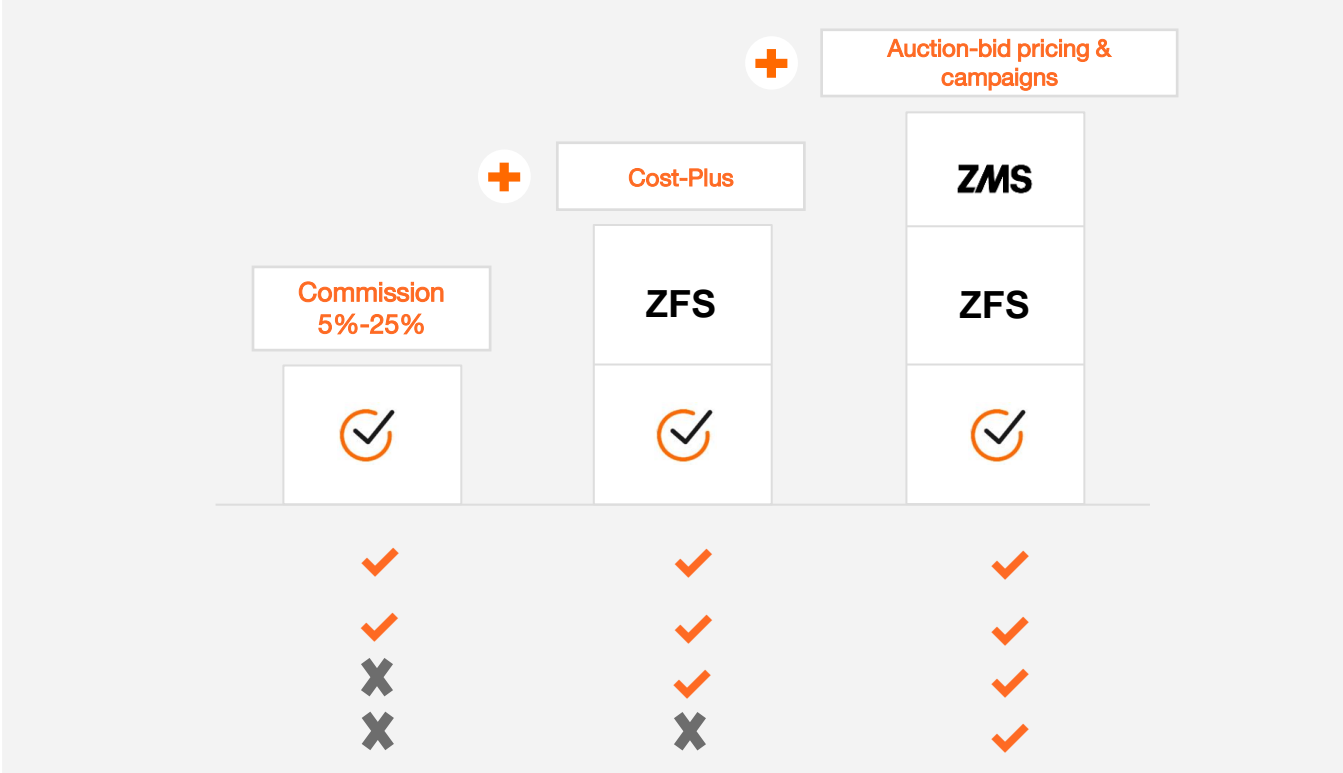 Auction-bid pricing &
campaigns
Cost-Plus
ZMS
Commission
5%-25%
ZFS
ZFS